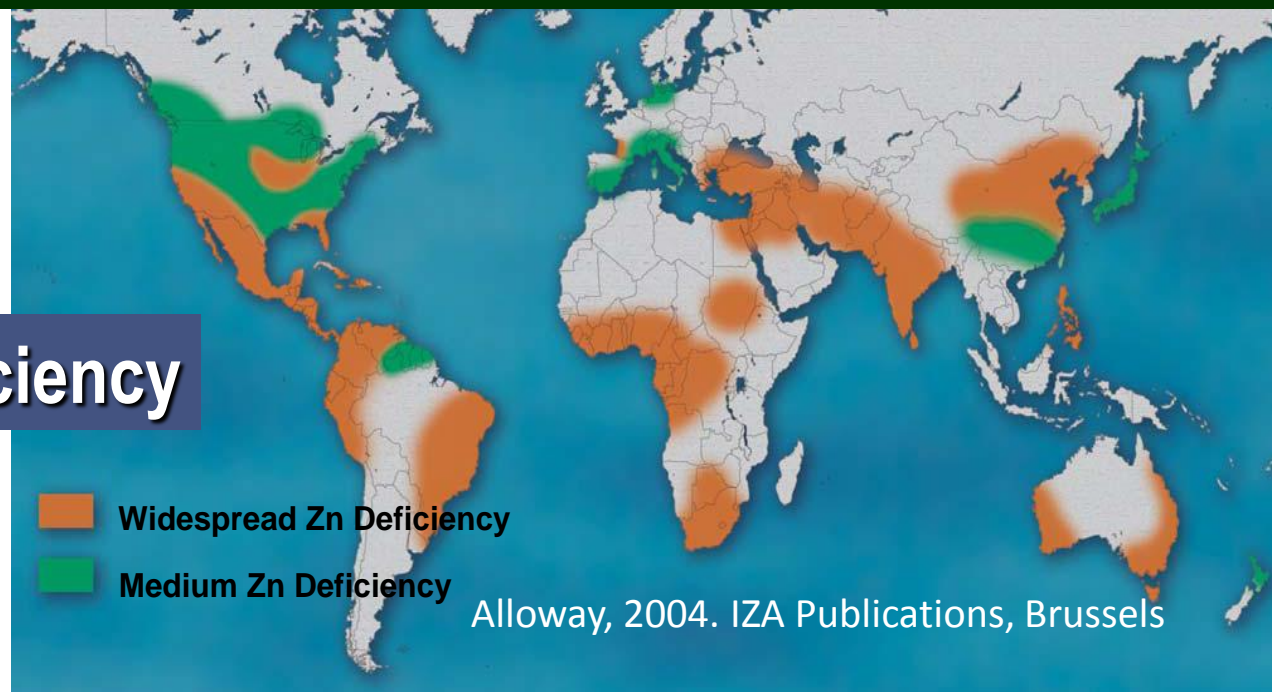 ciency
Widespread Zn Deficiency
Medium Zn Deficiency
Alloway, 2004. IZA Publications, Brussels